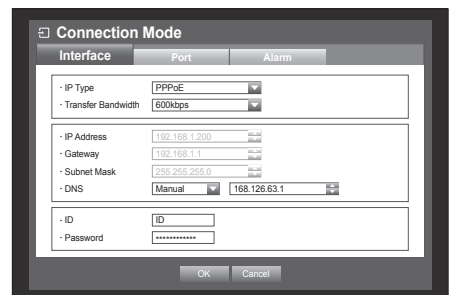 Connection Mode
Interface Port Alarm
· IP Type PPPoE
· Transfer Bandwidth 600kbps
· IP Address 192.168.1.200
· Gateway 192.168.1.1
· Subnet Mask 255.255.255.0
· DNS Manual 168.126.63.1
· ID ID
· Password ************
OK Cancel